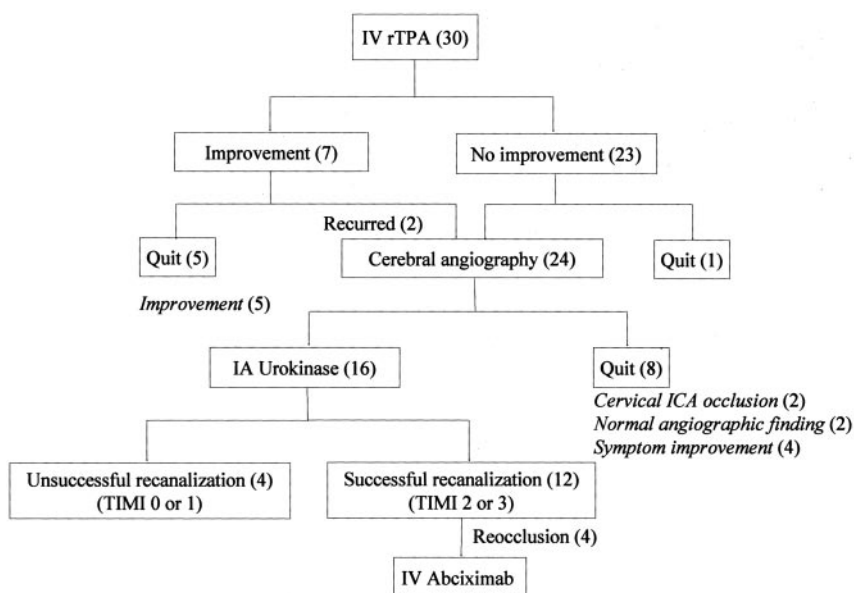 IV rTPA (30)
Improvement (7)
No improvement (23)
Recurred (2)
Quit (5)
Cerebral angiography (24)
Quit (1)
Improvement (5)
IA Urokinase (16)
Quit (8)
Cervical ICA occlusion (2)
Normal angiographic finding (2)
Symptom improvement (4)
Unsuccessful recanalization (4)
(TIMI 0 or 1)
Successful recanalization (12)
(TIMI 2 or 3)
Reocclusion (4)
IV Abciximab